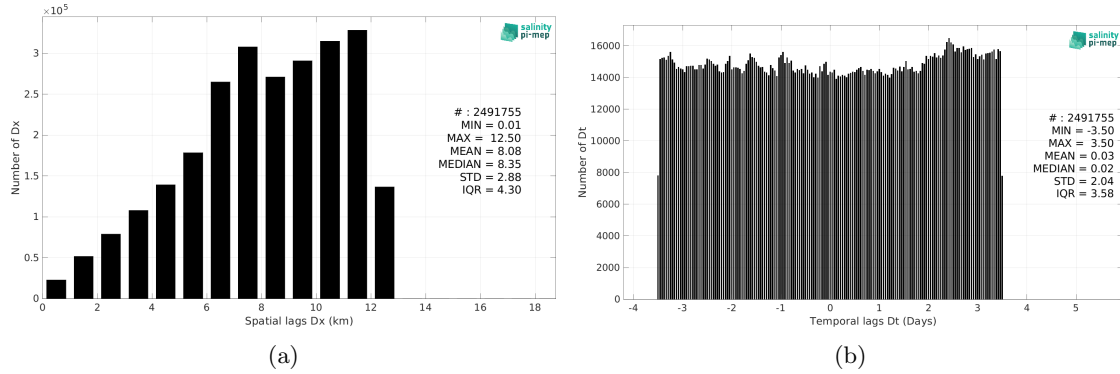 ×10⁵
3
2.5
2
1.5
1
0.5
0
Number of Dx
0 2 4 6 8 10 12 14 16 18
Spatial lags Dx (km)
salinity
pi-mep
# : 2491755
MIN = 0.01
MAX = 12.50
MEAN = 8.08
MEDIAN = 8.35
STD = 2.88
IQR = 4.30
(a)
16000
14000
12000
10000
8000
6000
4000
2000
0
Number of Dt
-4 -3 -2 -1 0 1 2 3 4 5
Temporal lags Dt (Days)
salinity
pi-mep
# : 2491755
MIN = -3.50
MAX = 3.50
MEAN = 0.03
MEDIAN = 0.02
STD = 2.04
IQR = 3.58
(b)